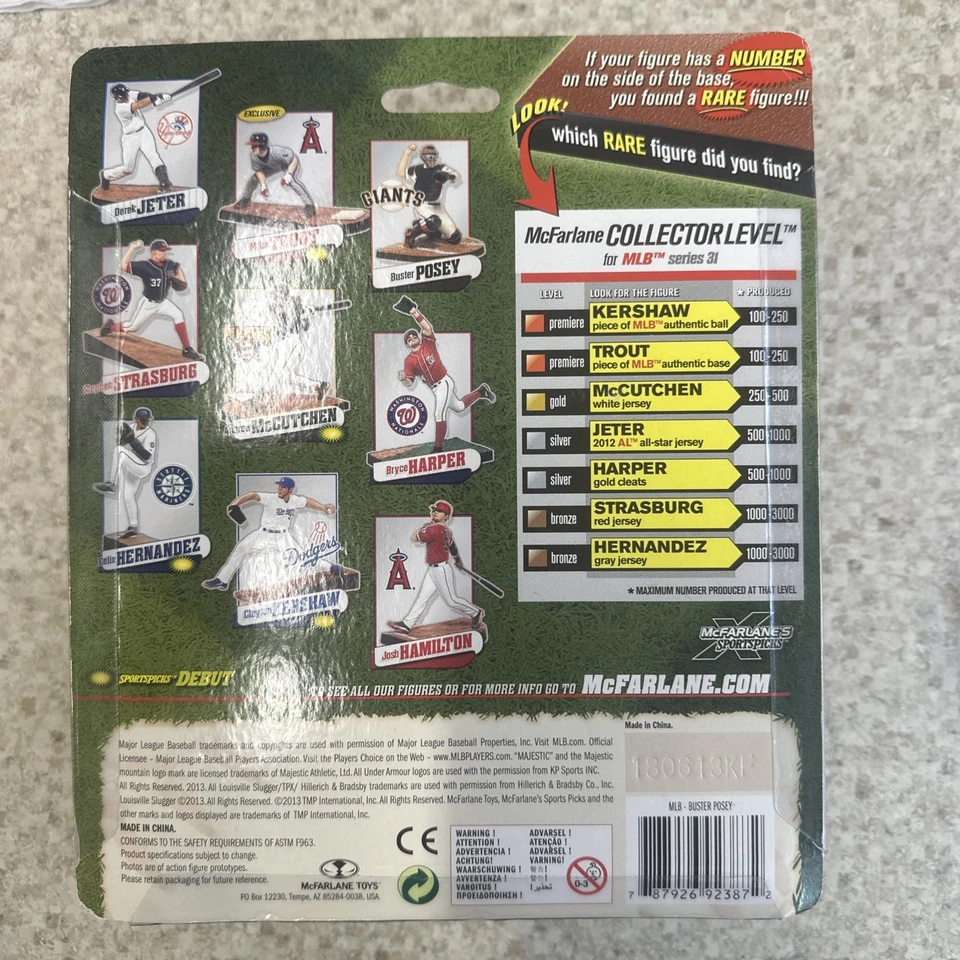 If your figure has a NUMBER
on the side of the base,
you found a RARE figure!!!
LOOK!
which RARE figure did you find?
Derek JETER
EXCLUSIVE
A
Mike TROUT
GIANTS
Buster POSEY
37
W
Stephen STRASBURG
McCUTCHEN
WASHINGTON
NATIONALS
W
Bryce HARPER
SEATTLE
MARINERS
Felix HERNANDEZ
Dodgers
Clayton KERSHAW
A
Josh HAMILTON
McFarlane COLLECTOR LEVEL™
for MLB™ series 31
LEVEL LOOK FOR THE FIGURE * PRODUCED
premiere KERSHAW piece of MLB™ authentic ball 100-250
premiere TROUT piece of MLB™ authentic base 100-250
gold McCUTCHEN white jersey 250-500
silver JETER 2012 AL™ all-star jersey 500-1000
silver HARPER gold cleats 500-1000
bronze STRASBURG red jersey 1000-3000
bronze HERNANDEZ gray jersey 1000-3000
* MAXIMUM NUMBER PRODUCED AT THAT LEVEL
McFARLANE'S
SPORTSPICKS™
SPORTSPICKS™ DEBUT
TO SEE ALL OUR FIGURES OR FOR MORE INFO GO TO McFARLANE.COM
Major League Baseball trademarks and copyrights are used with permission of Major League Baseball Properties, Inc. Visit MLB.com. Official
Licensee - Major League Baseball Players Association. Visit the Players Choice on the Web – www.MLBPLAYERS.com. "MAJESTIC" and the Majestic
mountain logo mark are licensed trademarks of Majestic Athletic, Ltd. All Under Armour logos are used with the permission from KP Sports INC.
All Rights Reserved. 2013. All Louisville Slugger/TPX/ Hillerich & Bradsby trademarks are used with permission from Hillerich & Bradsby Co., Inc.
Louisville Slugger ©2013. All Rights Reserved. ©2013 TMP International, Inc. All Rights Reserved. McFarlane Toys, McFarlane's Sports Picks and the
other marks and logos displayed are trademarks of TMP International, Inc.
MADE IN CHINA.
CONFORMS TO THE SAFETY REQUIREMENTS OF ASTM F963.
Product specifications subject to change.
Photos are of action figure prototypes.
Please retain packaging for future reference.
McFARLANE TOYS™
PO Box 12230, Tempe, AZ 85284-0038. USA.
CE
WARNING ! ADVARSEL !
ATTENTION ! ATENÇÃO !
ADVERTENCIA ! ADVARSEL !
ACHTUNG! VARNING!
WAARSCHUWING !
AVVERTENZA !
VAROITUS ! تحذير !
ΠΡΟΕΙΔΟΠΟΙΗΣΗ !
0-3
Made in China.
180613KF
MLB - BUSTER POSEY
7 87926 92387 2